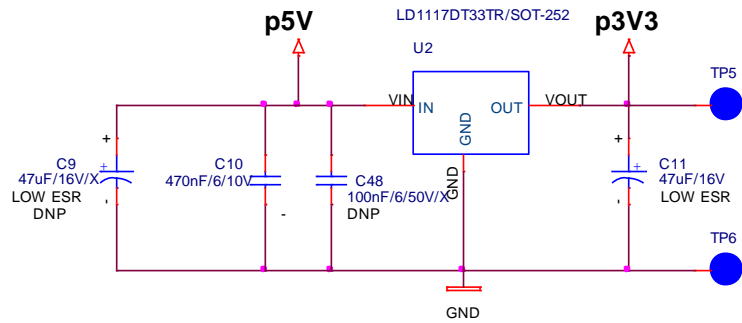 LD1117DT33TR/SOT-252
p5V
p3V3
U2
TP5
VIN
IN
OUT
VOUT
GND
GND
+
+
C9
47uF/16V/X
LOW ESR
DNP
-
+
C10
470nF/6/10V
-
C48
100nF/6/50V/X
DNP
+
+
C11
47uF/16V
LOW ESR
-
TP6
GND